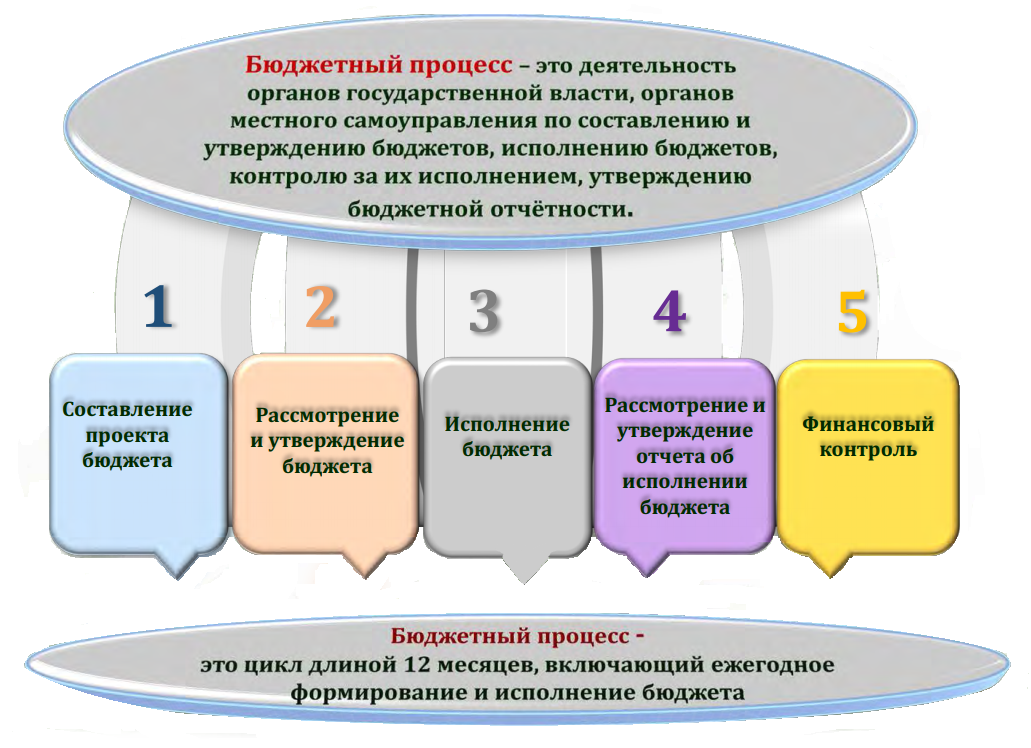 Бюджетный процесс – это деятельность
органов государственной власти, органов
местного самоуправления по составлению и
утверждению бюджетов, исполнению бюджетов,
контролю за их исполнением, утверждению
бюджетной отчётности.
1
2
3
4
5
Составление
проекта
бюджета
Рассмотрение
и утверждение
бюджета
Исполнение
бюджета
Рассмотрение и
утверждение
отчета об
исполнении
бюджета
Финансовый
контроль
Бюджетный процесс -
это цикл длиной 12 месяцев, включающий ежегодное
формирование и исполнение бюджета